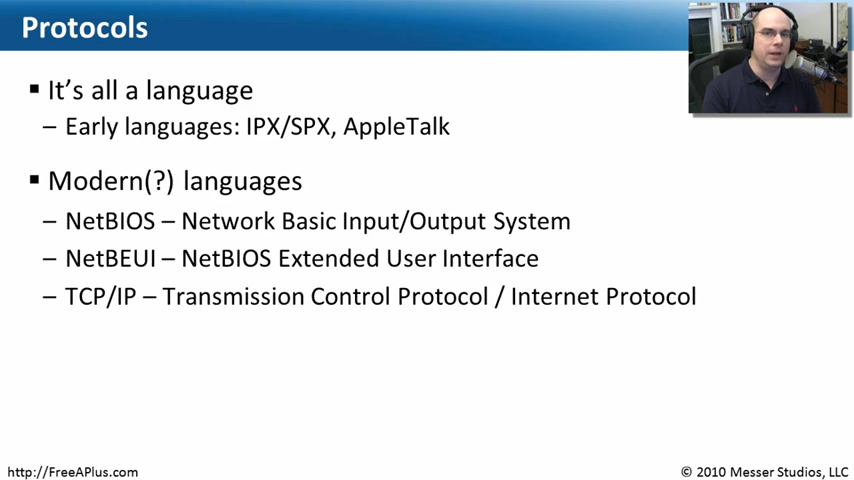 Protocols
▪ It's all a language
– Early languages: IPX/SPX, AppleTalk
▪ Modern(?) languages
– NetBIOS – Network Basic Input/Output System
– NetBEUI – NetBIOS Extended User Interface
– TCP/IP – Transmission Control Protocol / Internet Protocol
http://FreeAPlus.com
© 2010 Messer Studios, LLC